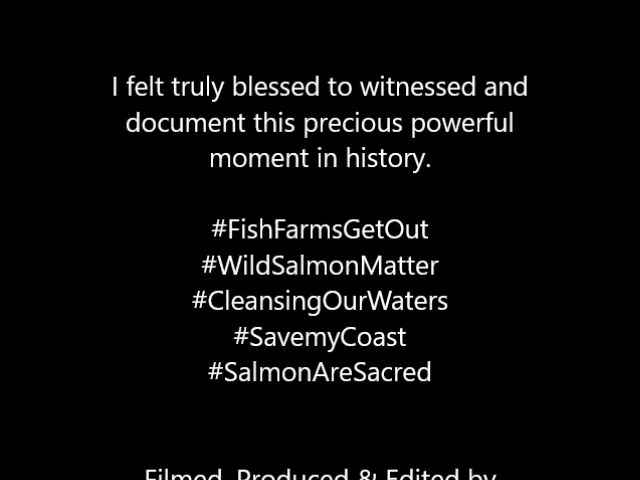 I felt truly blessed to witnessed and
document this precious powerful
moment in history.
#FishFarmsGetOut
#WildSalmonMatter
#CleansingOurWaters
#SavemyCoast
#SalmonAreSacred
Filmed, Produced & Edited by